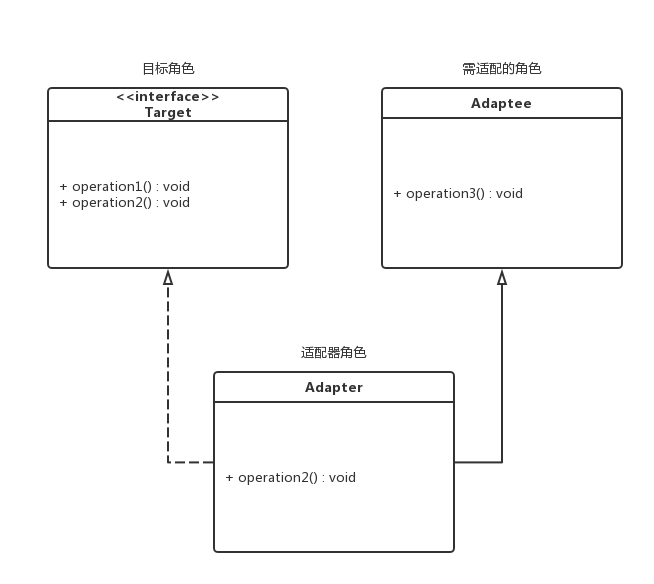 目标角色
<<interface>>
Target
+ operation1() : void
+ operation2() : void
需适配的角色
Adaptee
+ operation3() : void
适配器角色
Adapter
+ operation2() : void